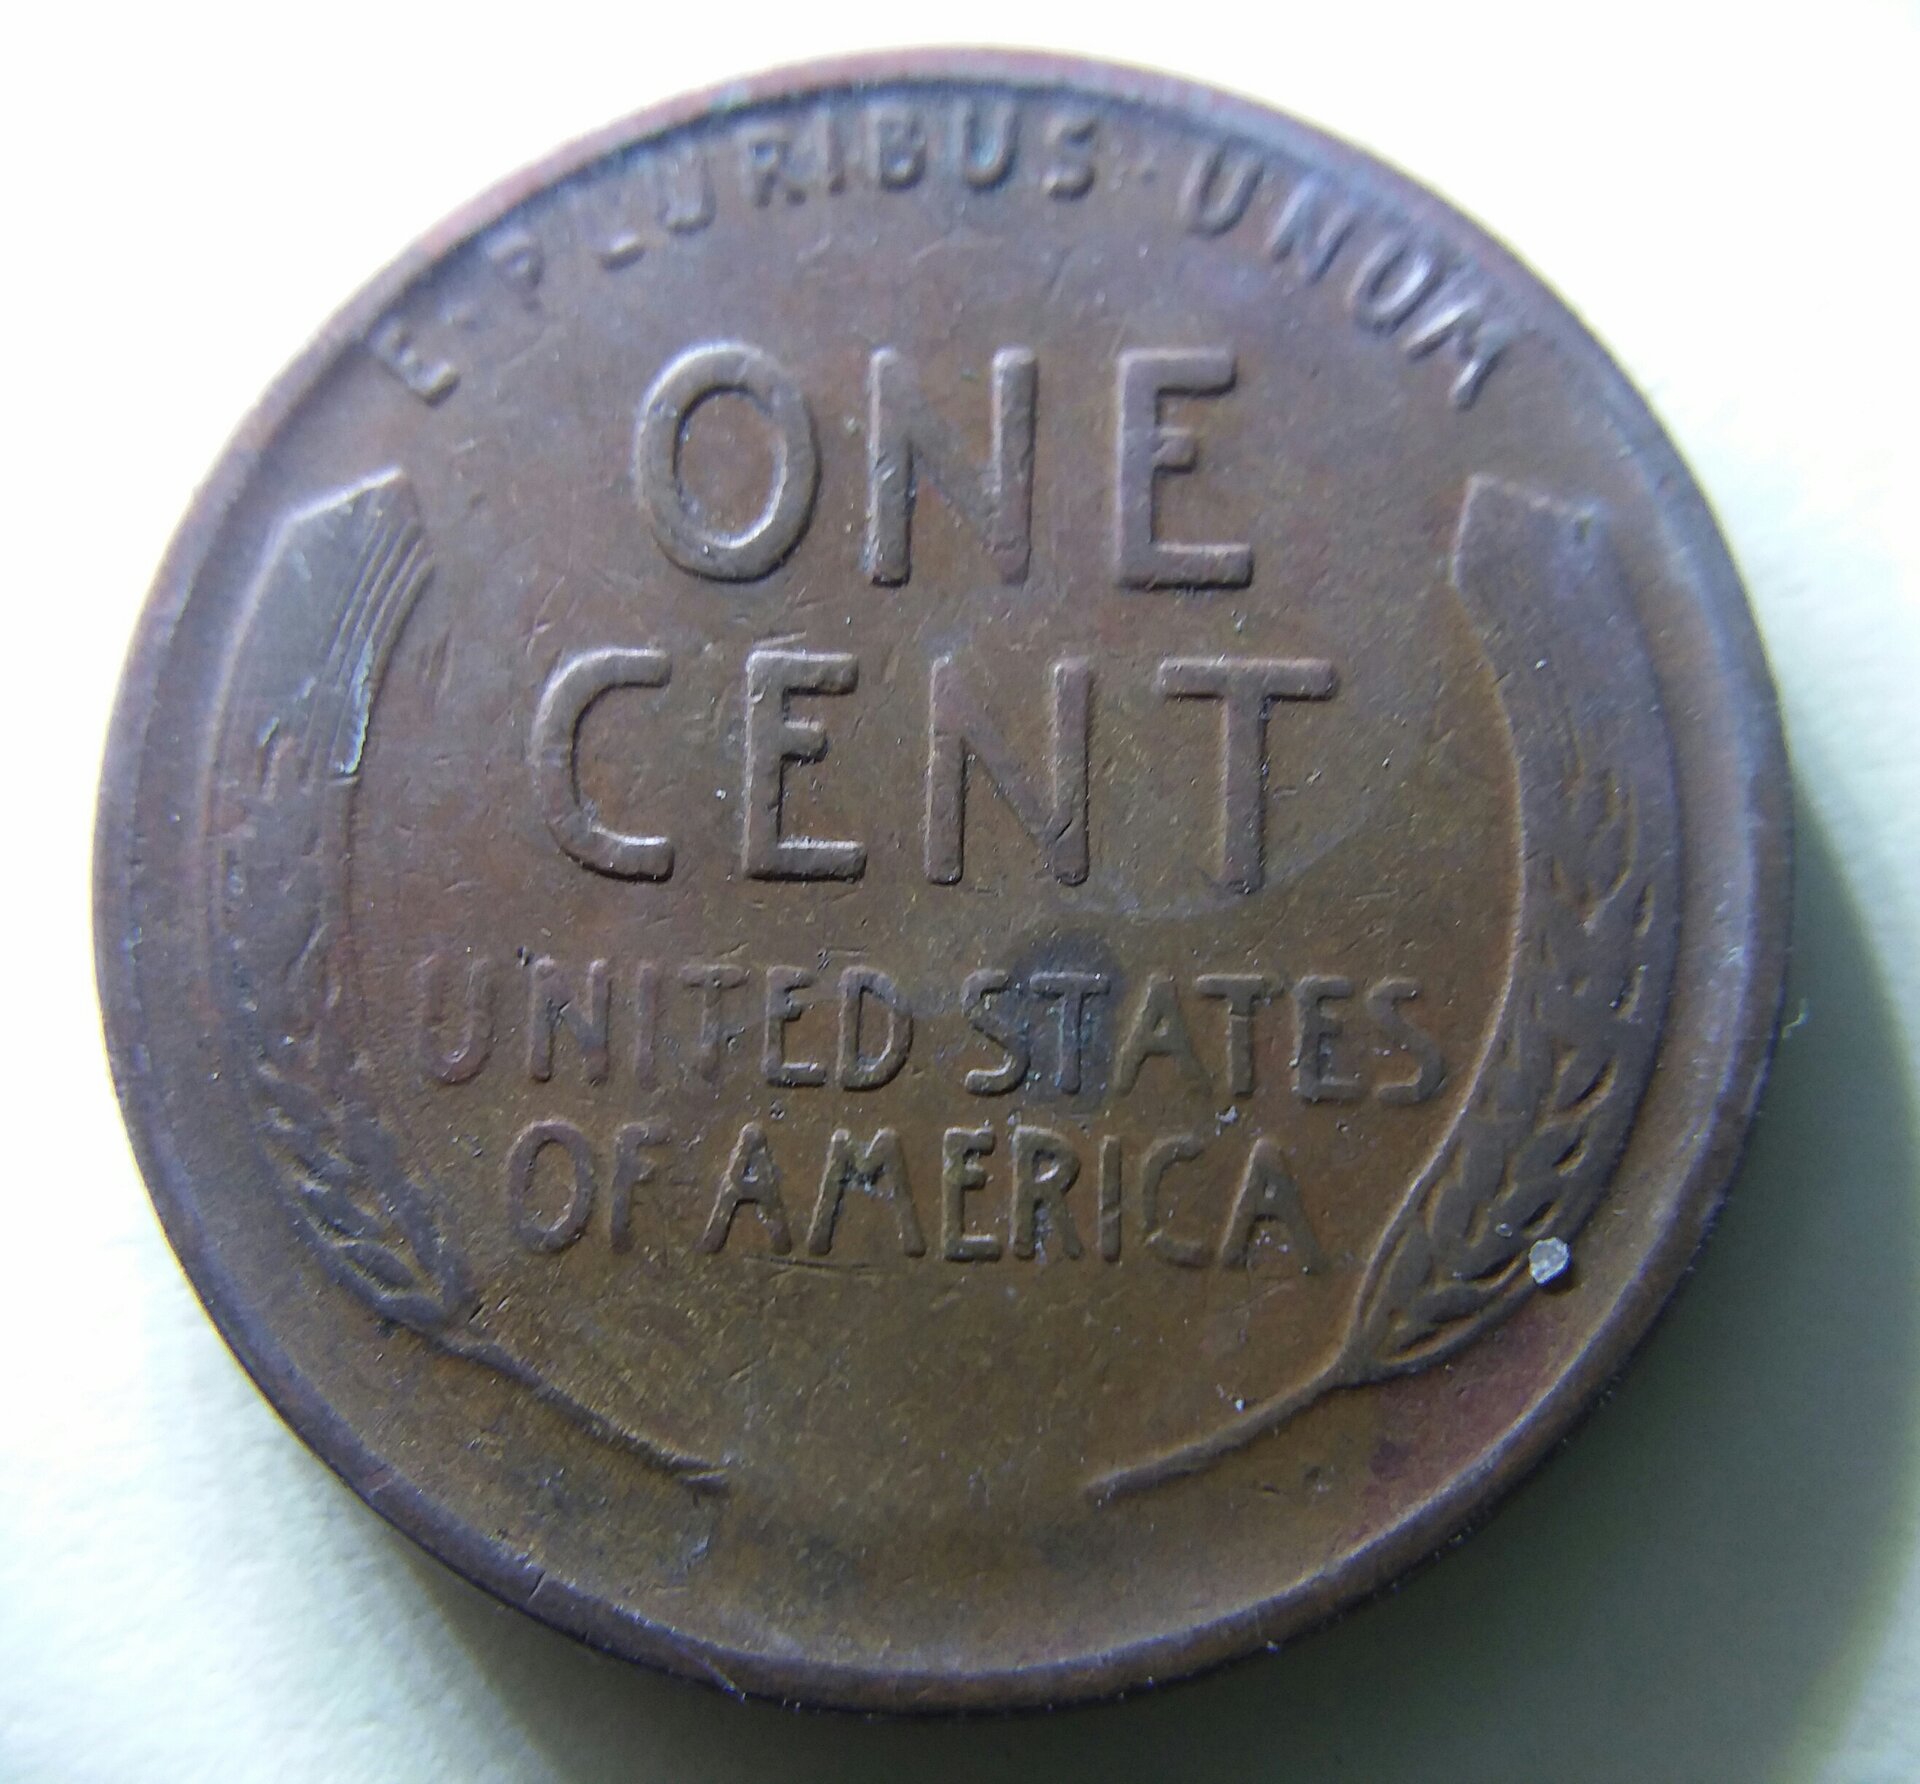 E·PLURIBUS·UNUM
ONE
CENT
UNITED STATES
OF AMERICA